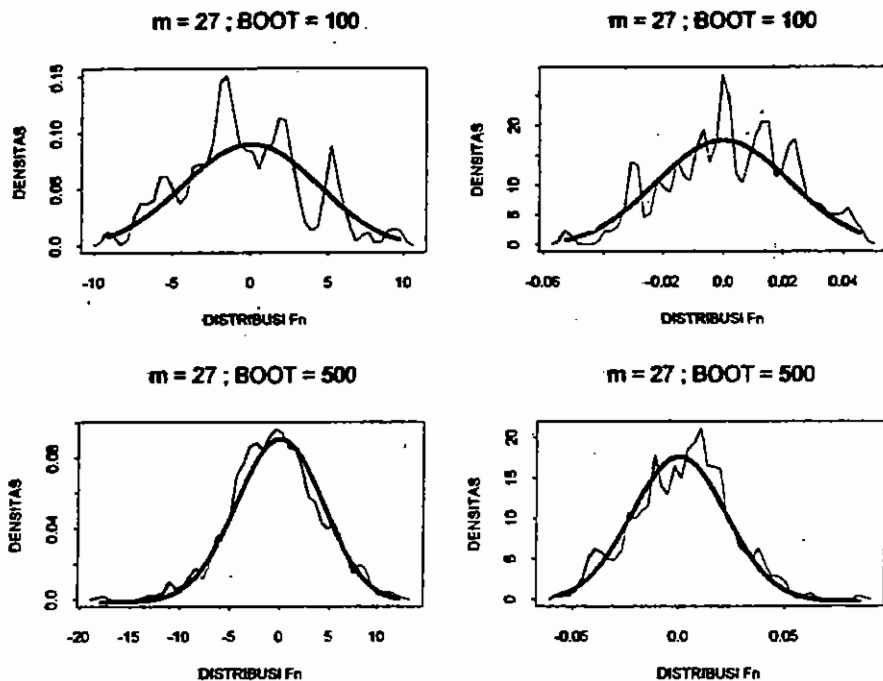 m = 27 ; BOOT = 100
DENSITAS
0.15
0.10
0.05
0.0
-10 -5 0 5 10
DISTRIBUSI Fn
m = 27 ; BOOT = 100
DENSITAS
20
15
10
5
0
-0.06 -0.02 0.0 0.02 0.04
DISTRIBUSI Fn
m = 27 ; BOOT = 500
DENSITAS
0.08
0.04
0.0
-20 -15 -10 -5 0 5 10
DISTRIBUSI Fn
m = 27 ; BOOT = 500
DENSITAS
20
15
10
5
0
-0.05 0.0 0.05
DISTRIBUSI Fn